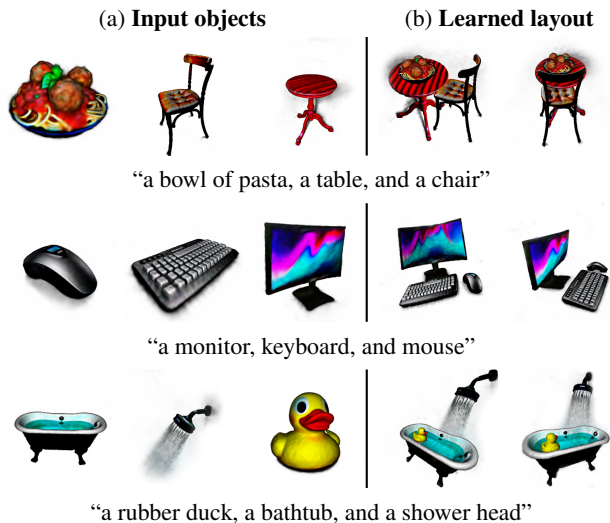 (a) Input objects (b) Learned layout
“a bowl of pasta, a table, and a chair”
“a monitor, keyboard, and mouse”
“a rubber duck, a bathtub, and a shower head”